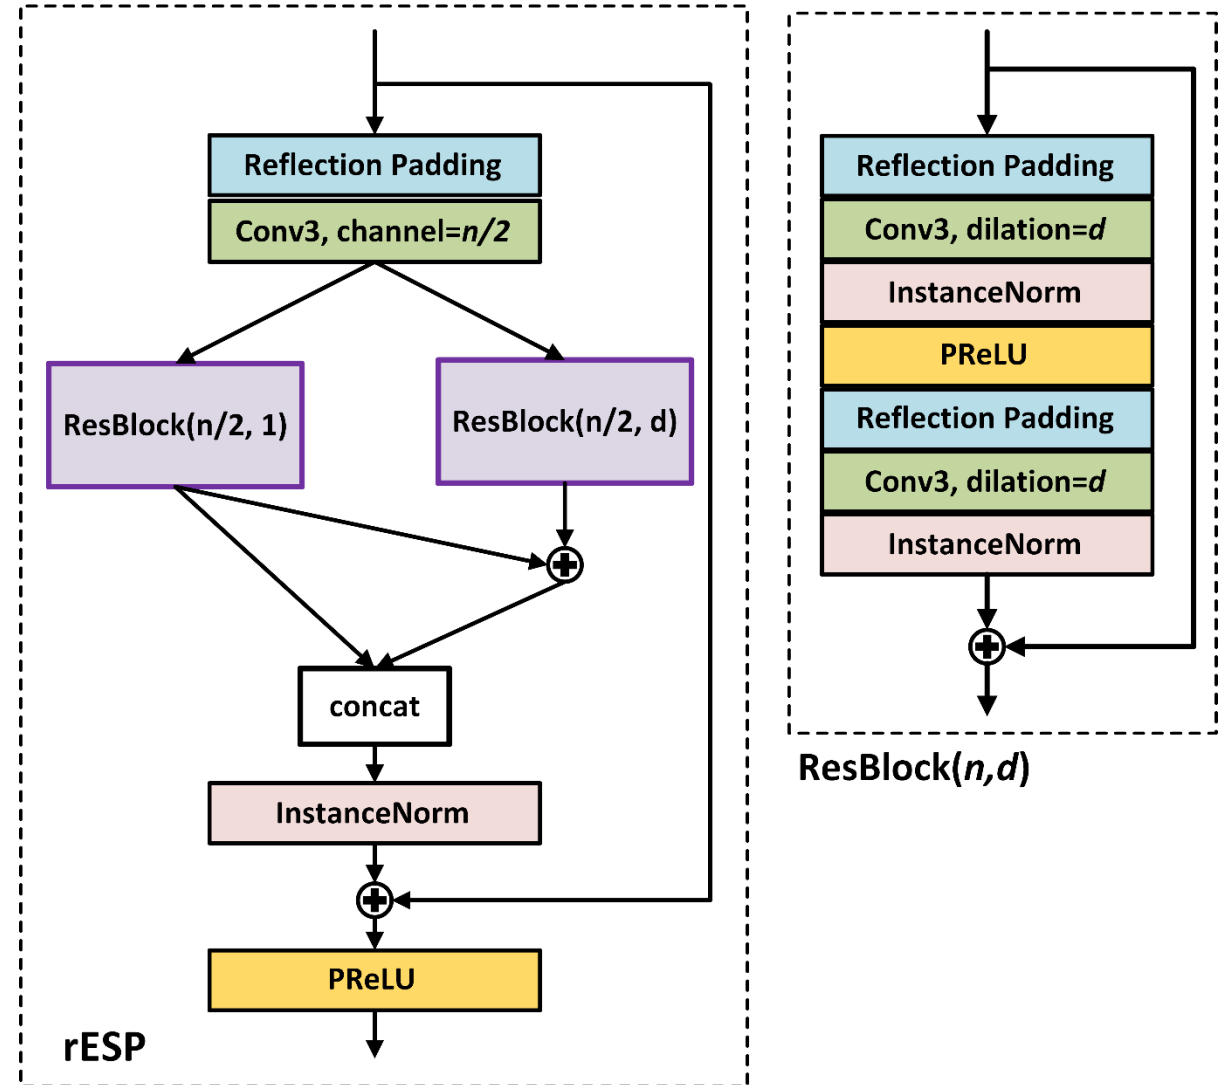 Reflection Padding
Conv3, channel=n/2
ResBlock(n/2, 1)
ResBlock(n/2, d)
concat
InstanceNorm
PReLU
rESP
Reflection Padding
Conv3, dilation=d
InstanceNorm
PReLU
Reflection Padding
Conv3, dilation=d
InstanceNorm
ResBlock(n,d)